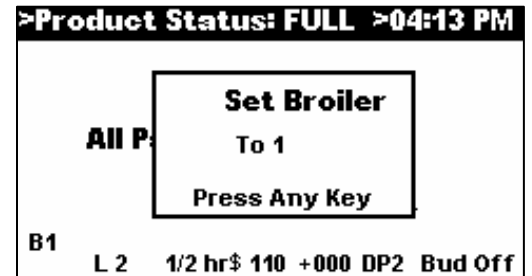 >Product Status: FULL >04:13 PM
Set Broiler
All P
To 1
Press Any Key
B1
L 2 1/2 hr$ 110 +000 DP2 Bud Off